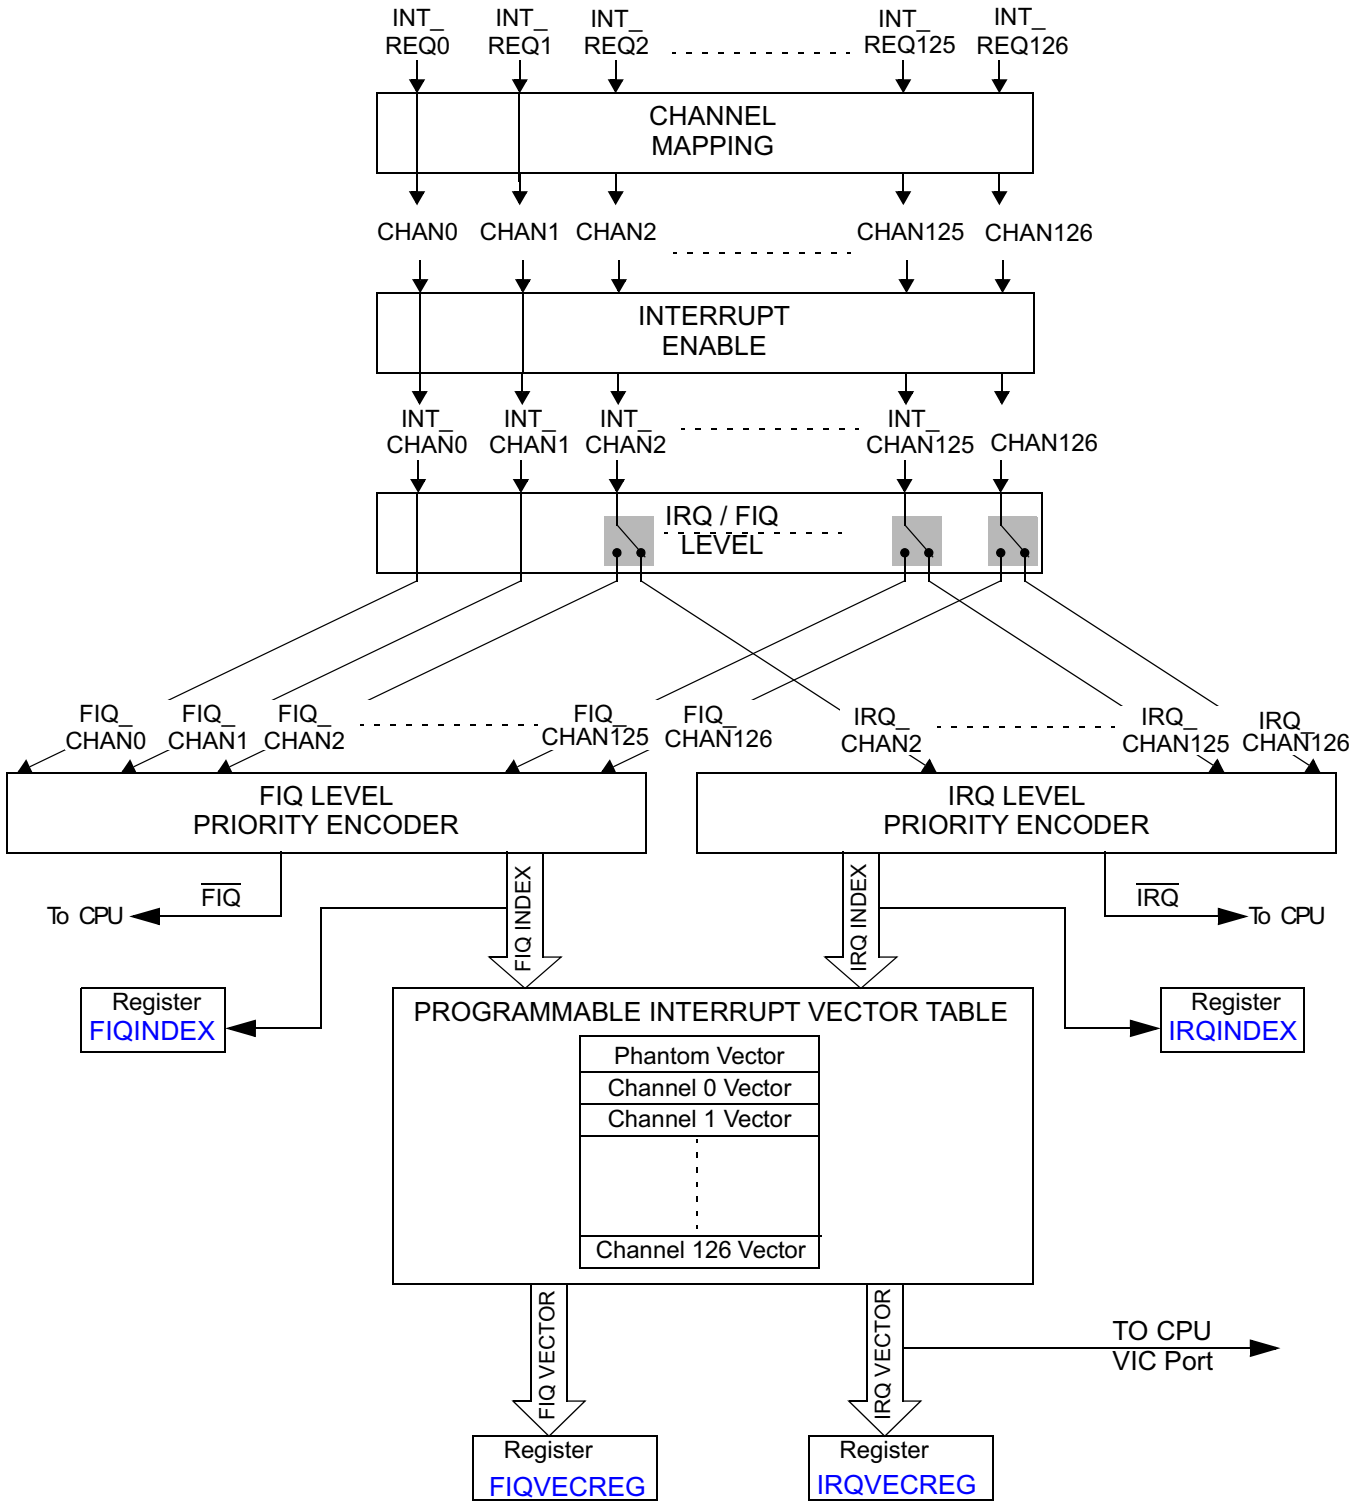 INT_ INT_ INT_ INT_ INT_
REQ0 REQ1 REQ2 REQ125 REQ126
CHANNEL
MAPPING
CHAN0 CHAN1 CHAN2 CHAN125 CHAN126
INTERRUPT
ENABLE
INT_ INT_ INT_ INT_
CHAN0 CHAN1 CHAN2 CHAN125 CHAN126
IRQ / FIQ
LEVEL
FIQ_ FIQ_ FIQ_ FIQ_ FIQ_ IRQ_ IRQ_ IRQ_
CHAN0 CHAN1 CHAN2 CHAN125 CHAN126 CHAN2 CHAN125 CHAN126
FIQ LEVEL
PRIORITY ENCODER
IRQ LEVEL
PRIORITY ENCODER
To CPU
FIQ
FIQ INDEX
IRQ INDEX
IRQ
To CPU
Register
FIQINDEX
Register
IRQINDEX
PROGRAMMABLE INTERRUPT VECTOR TABLE
Phantom Vector
Channel 0 Vector
Channel 1 Vector
Channel 126 Vector
FIQ VECTOR
IRQ VECTOR
TO CPU
VIC Port
Register
FIQVECREG
Register
IRQVECREG